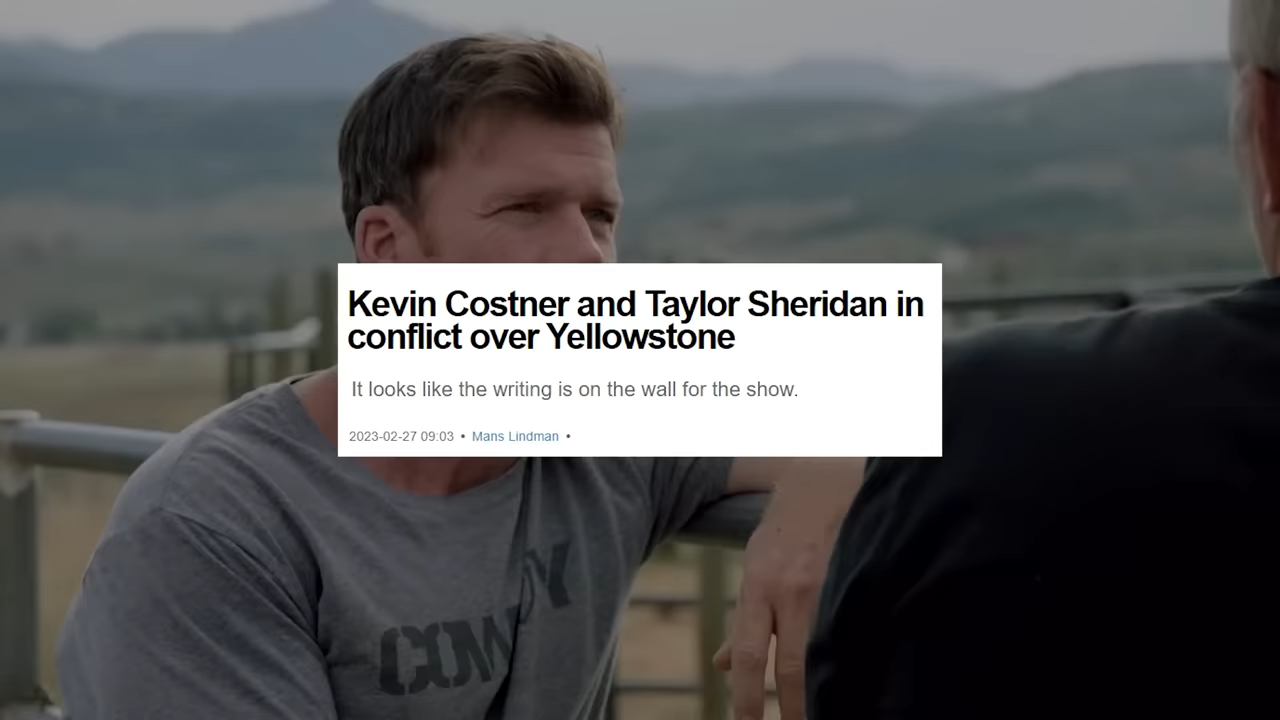 Kevin Costner and Taylor Sheridan in
conflict over Yellowstone
It looks like the writing is on the wall for the show.
2023-02-27 09:03 • Mans Lindman •
COWBOY